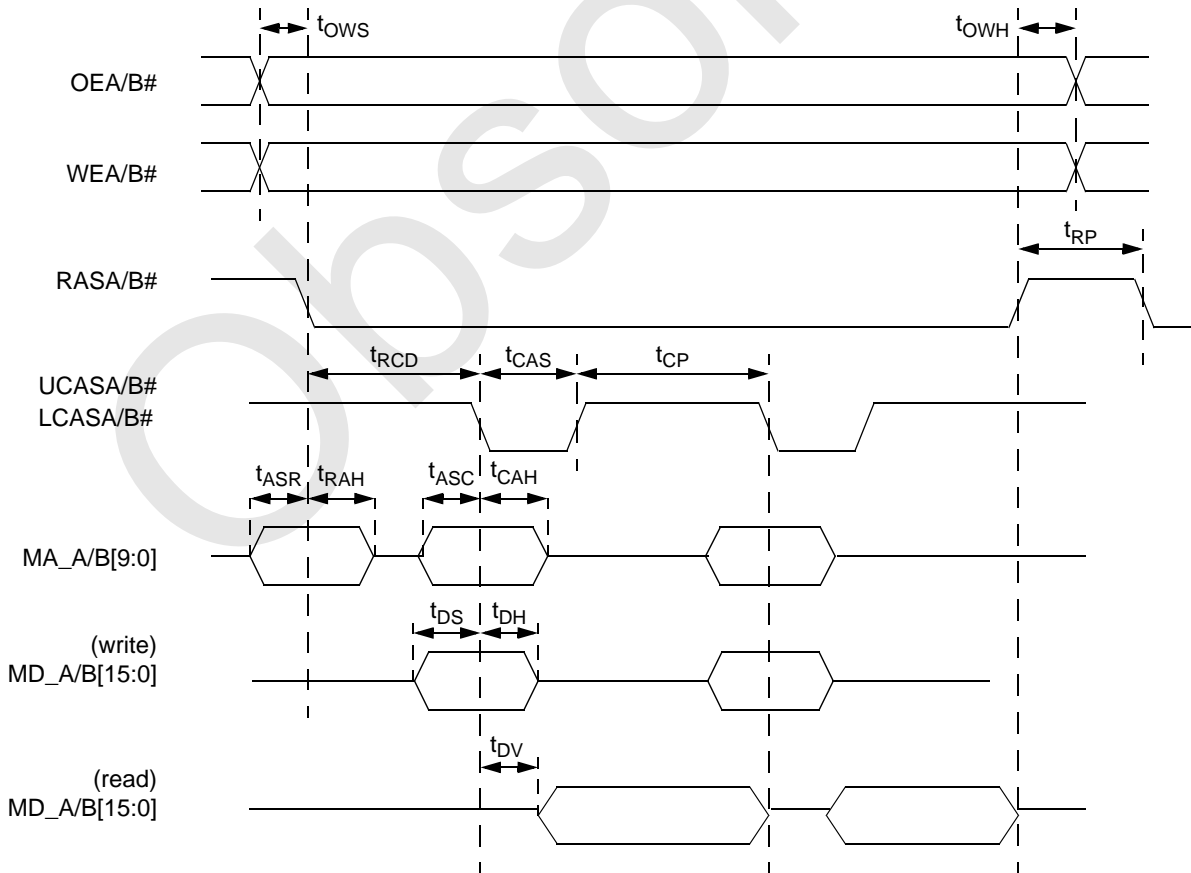 tOWS
tOWH
OEA/B#
WEA/B#
tRP
RASA/B#
tRCD
tCAS
tCP
UCASA/B#
LCASA/B#
tASR
tRAH
tASC
tCAH
MA_A/B[9:0]
tDS
tDH
(write)
MD_A/B[15:0]
tDV
(read)
MD_A/B[15:0]
Obso